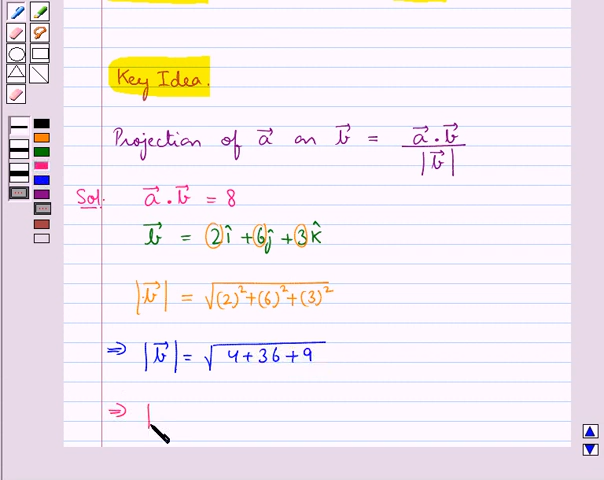 Key Idea.
Projection of a⃗ on b⃗ = a⃗ . b⃗ / |b⃗|
Sol. a⃗ . b⃗ = 8
b⃗ = 2î + 6ĵ + 3k̂
|b⃗| = √(2)² + (6)² + (3)²
⇒ |b⃗| = √4 + 36 + 9
⇒ |